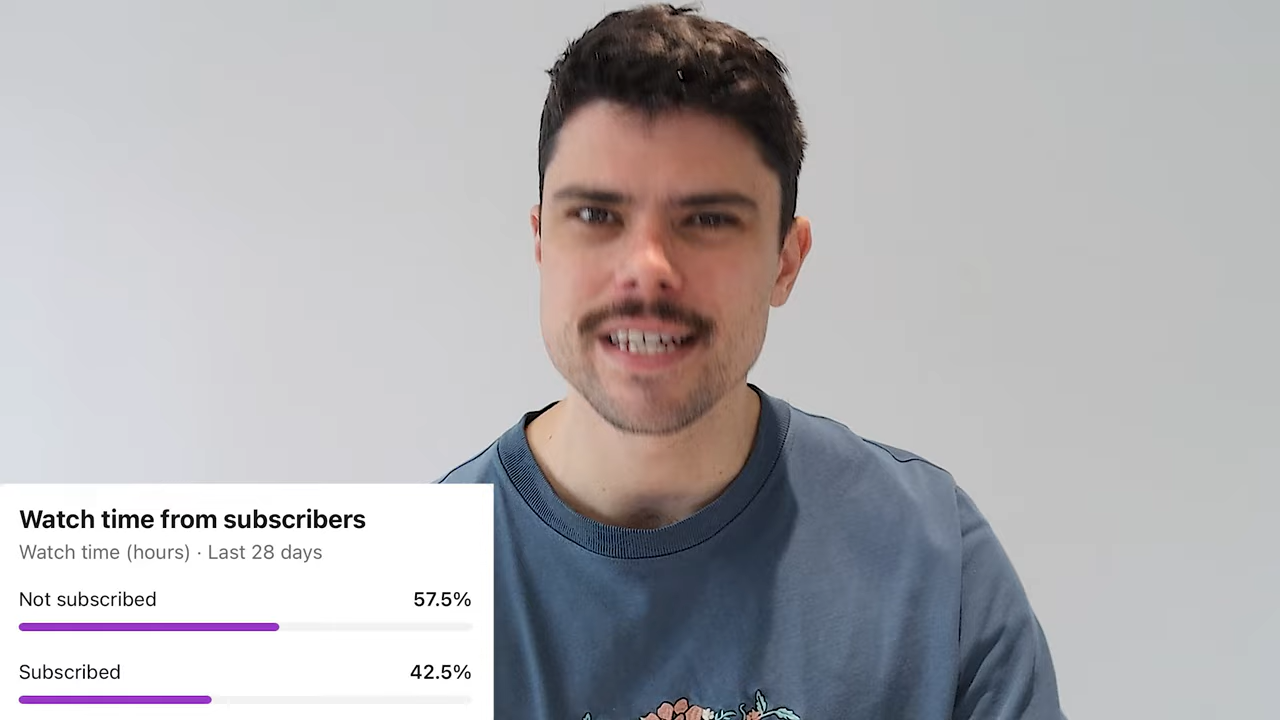 Watch time from subscribers
Watch time (hours) · Last 28 days
Not subscribed 57.5%
Subscribed 42.5%